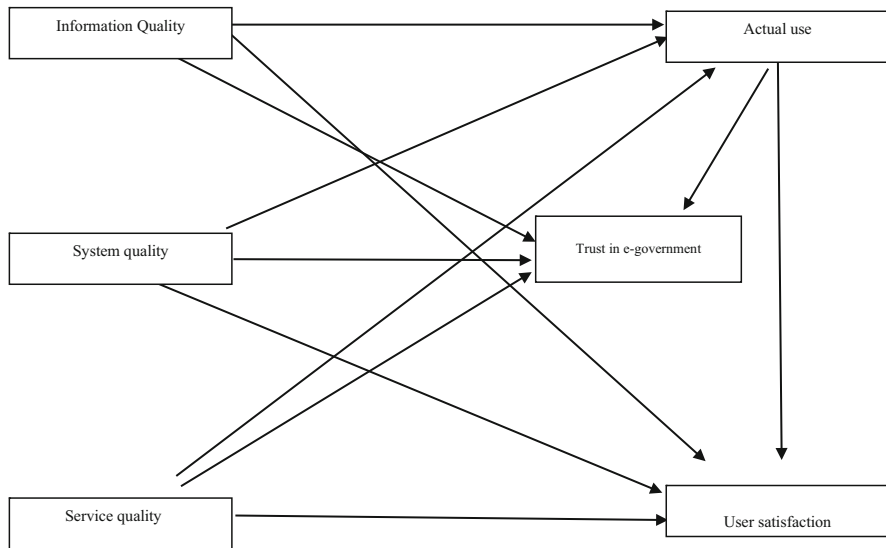 Information Quality
Actual use
System quality
Trust in e-government
Service quality
User satisfaction